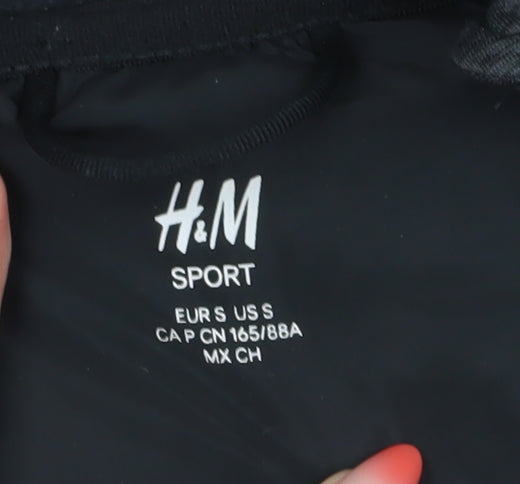 H&M
SPORT
EUR S US S
CA P CN 165/88A
MX CH